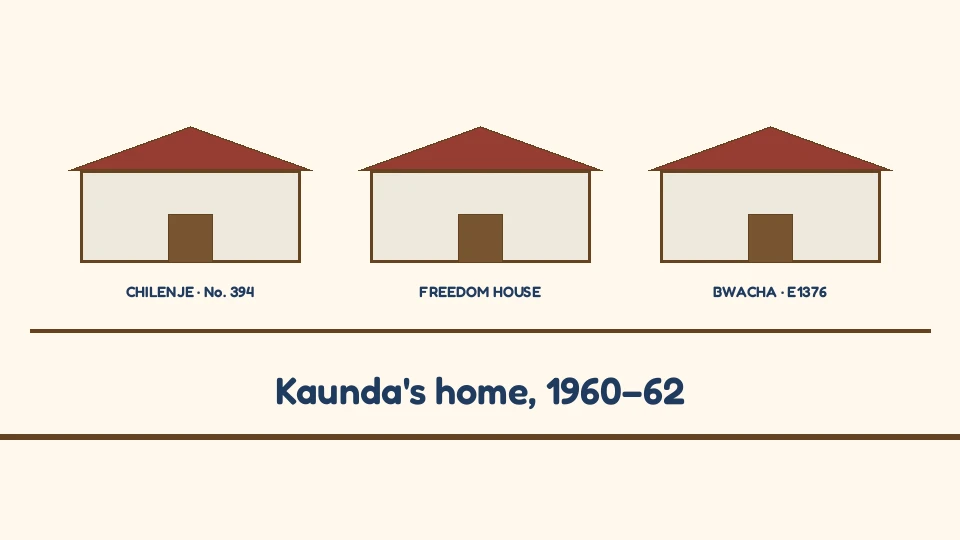 CHILENJE · No. 394
FREEDOM HOUSE
BWACHA · E1376
Kaunda's home, 1960–62